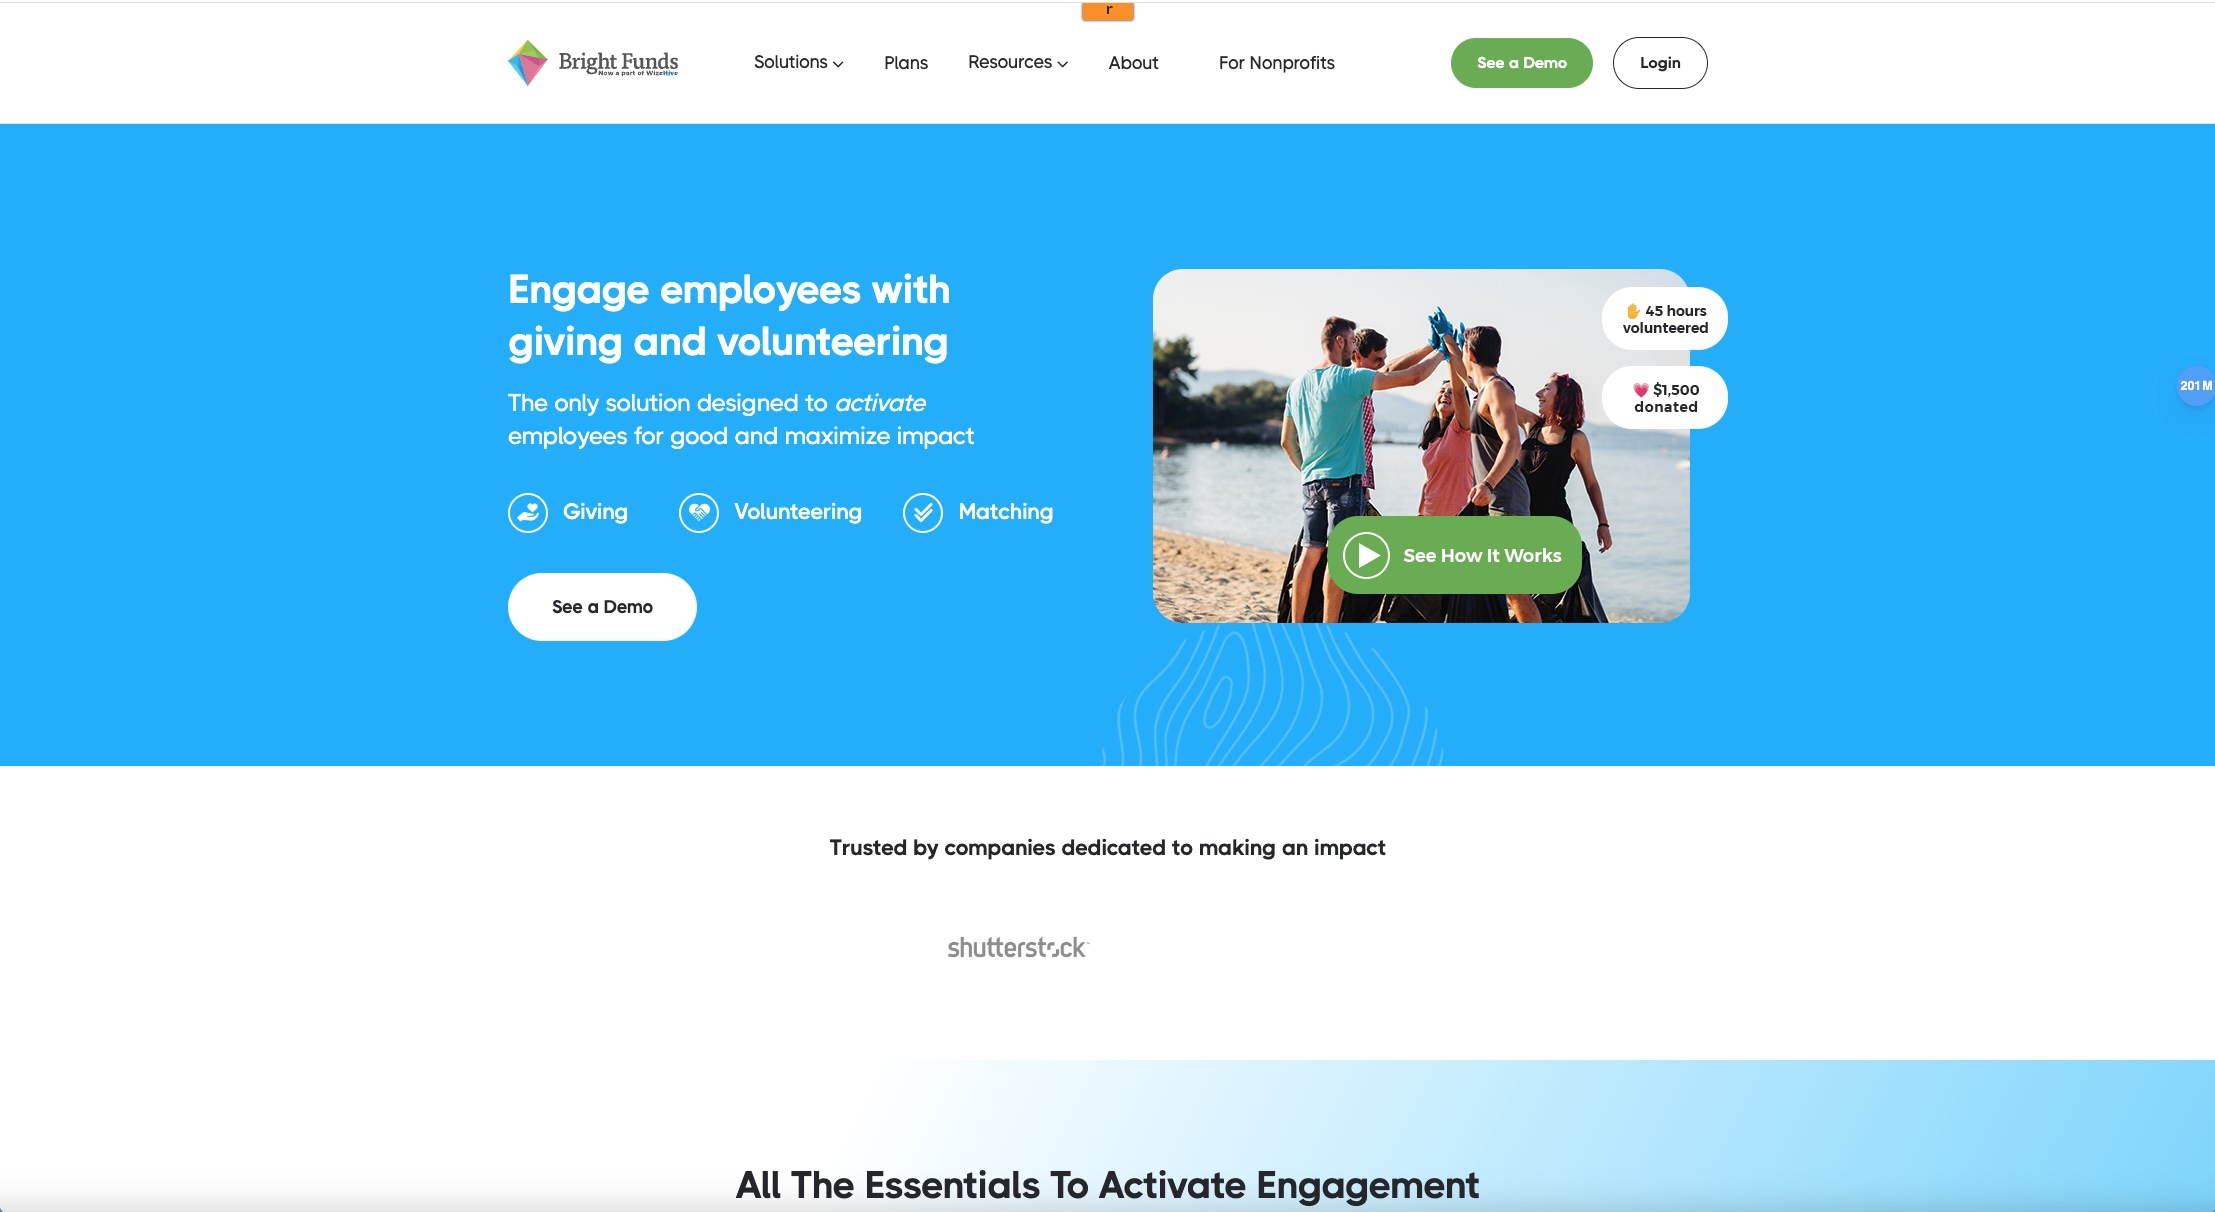 r
Bright Funds
Now a part of WizeHive
Solutions
Plans
Resources
About
For Nonprofits
See a Demo
Login
Engage employees with
giving and volunteering
The only solution designed to activate
employees for good and maximize impact
Giving
Volunteering
Matching
See a Demo
✋ 45 hours
volunteered
💗 $1,500
donated
See How It Works
201M
Trusted by companies dedicated to making an impact
shutterstock
All The Essentials To Activate Engagement